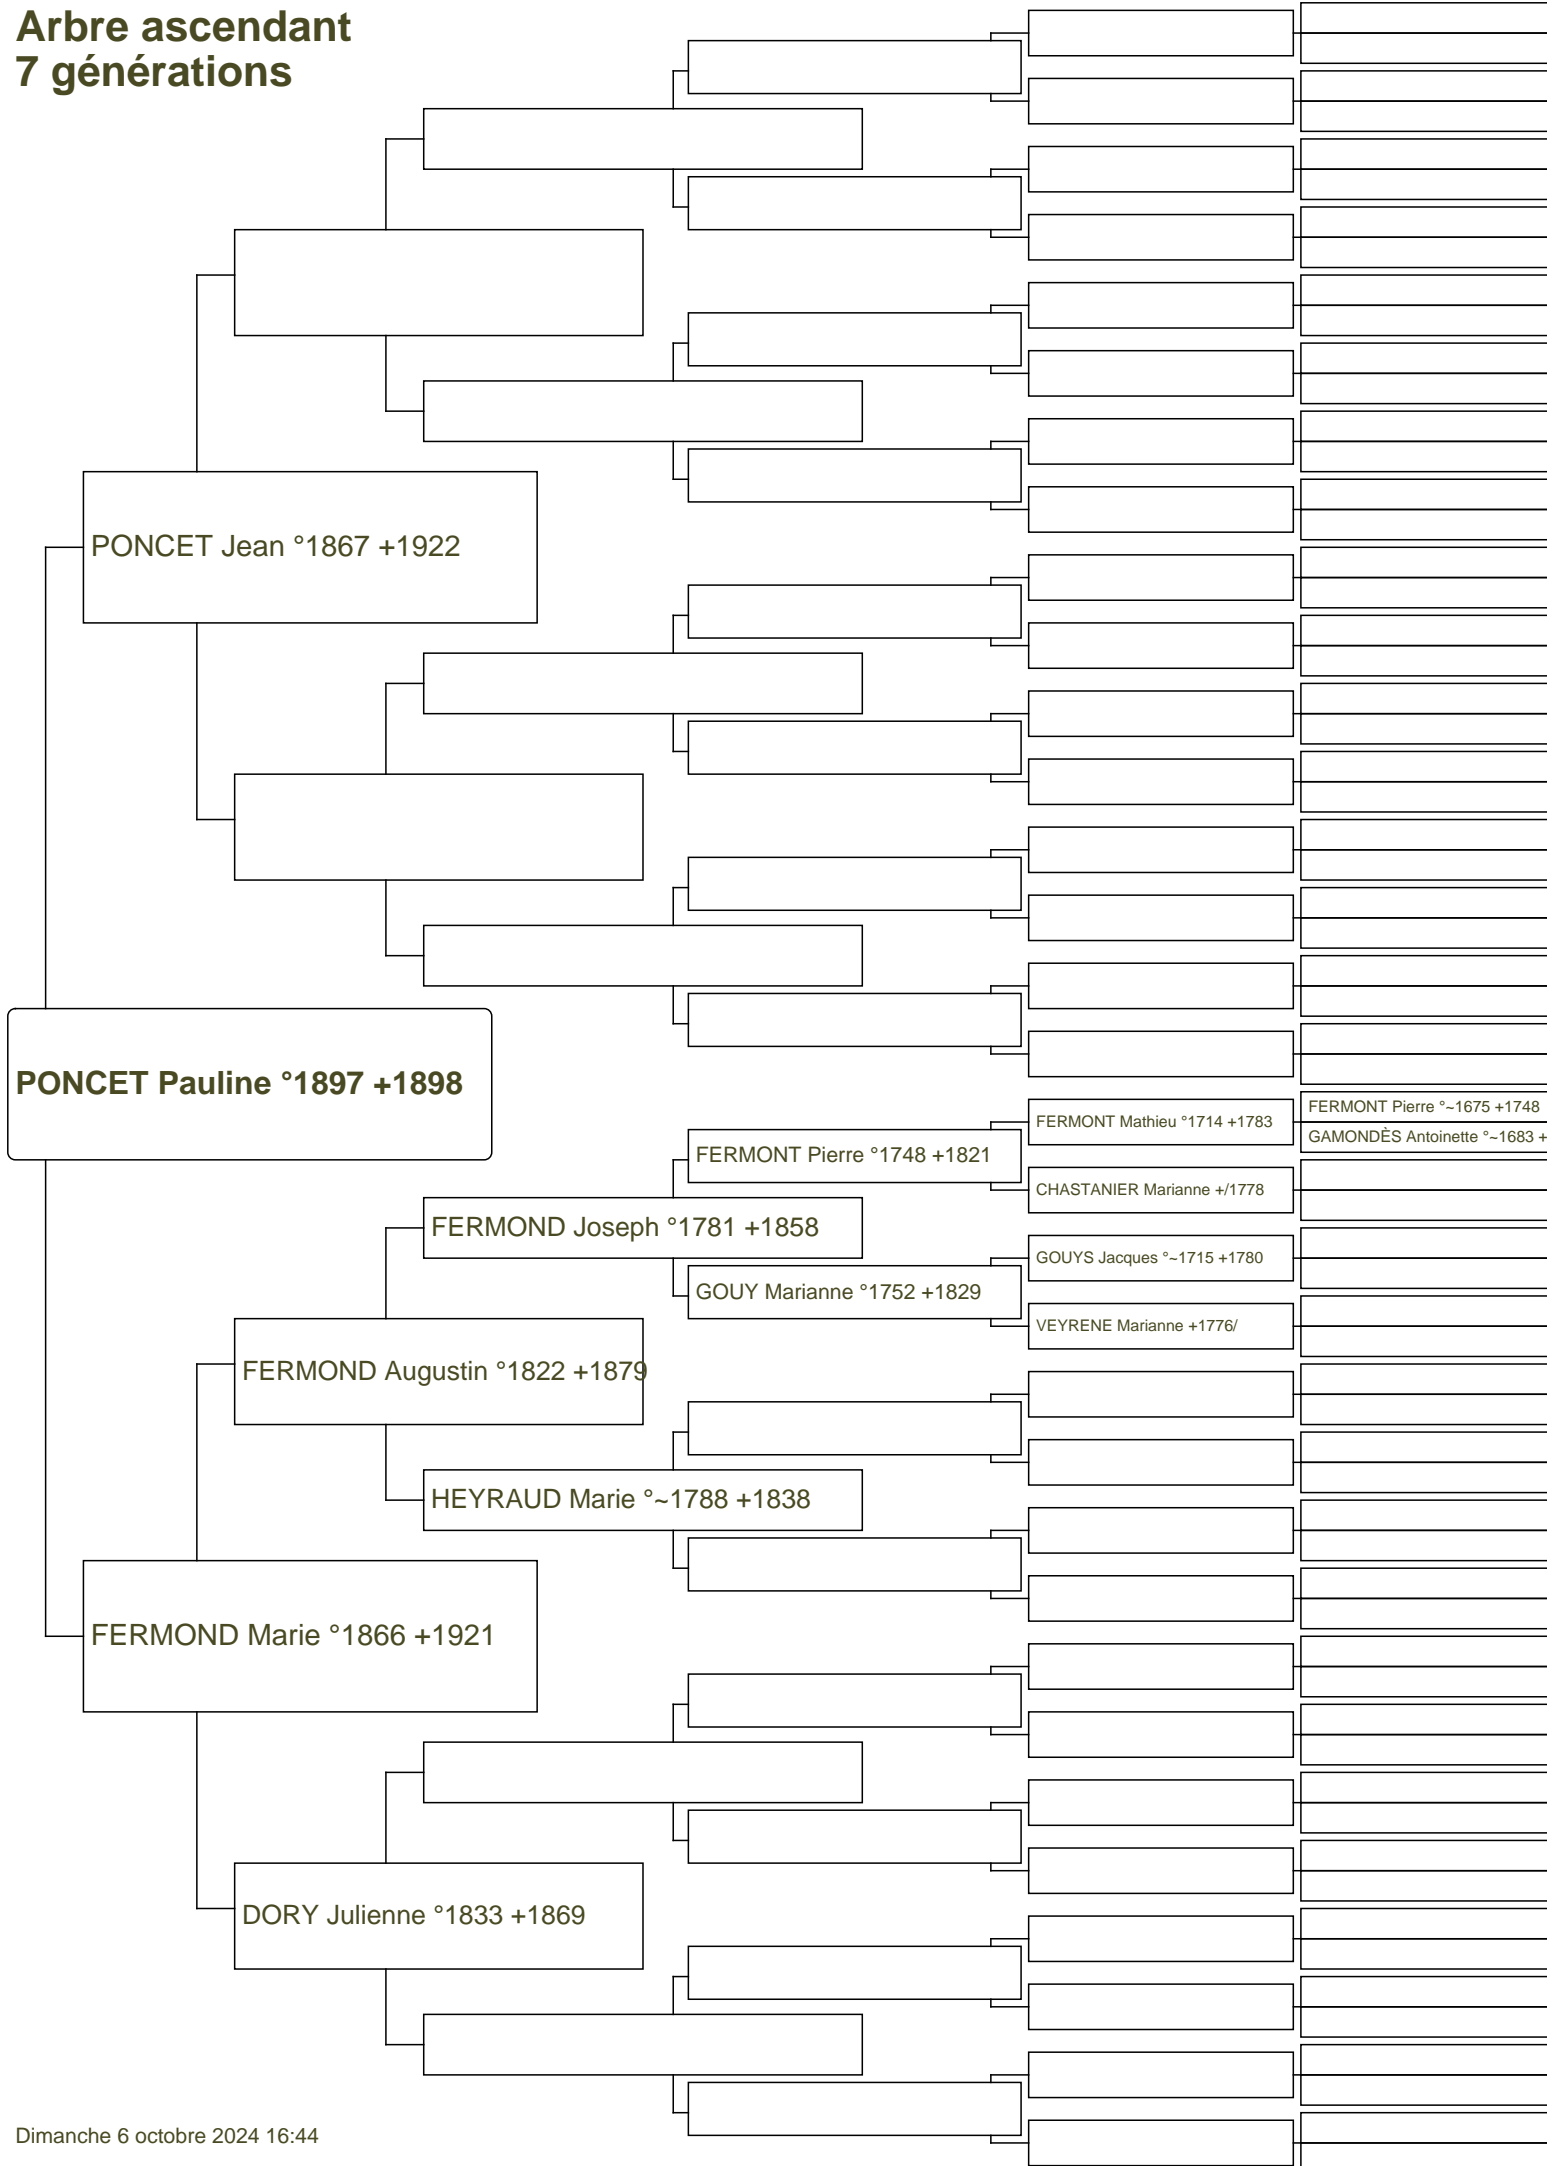 Arbre ascendant
7 générations
PONCET Jean °1867 +1922
PONCET Pauline °1897 +1898
FERMONT Mathieu °1714 +1783
FERMONT Pierre °~1675 +1748
GAMONDÈS Antoinette °~1683 +
FERMONT Pierre °1748 +1821
CHASTANIER Marianne +/1778
FERMOND Joseph °1781 +1858
GOUYS Jacques °~1715 +1780
GOUY Marianne °1752 +1829
VEYRENE Marianne +1776/
FERMOND Augustin °1822 +1879
HEYRAUD Marie °~1788 +1838
FERMOND Marie °1866 +1921
DORY Julienne °1833 +1869
Dimanche 6 octobre 2024 16:44